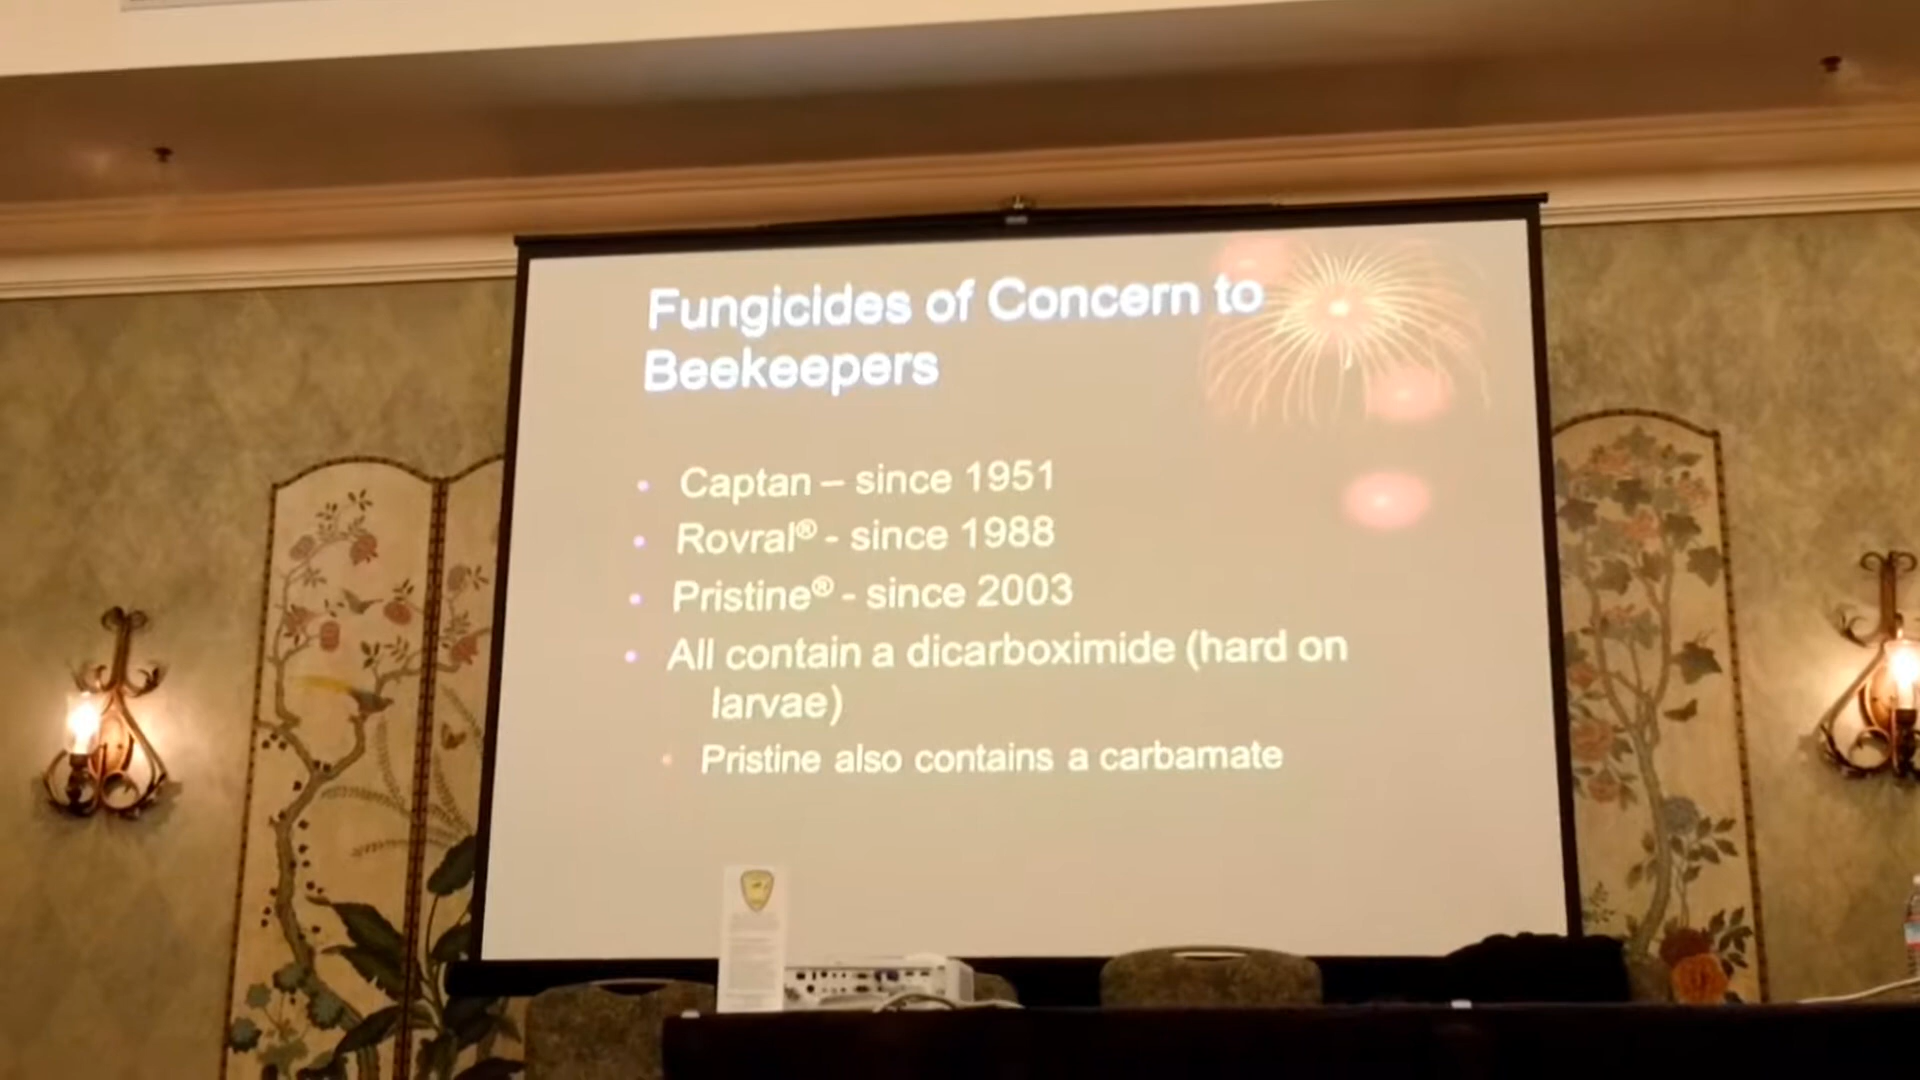 Fungicides of Concern to
Beekeepers
• Captan – since 1951
• Rovral® - since 1988
• Pristine® - since 2003
• All contain a dicarboximide (hard on
larvae)
• Pristine also contains a carbamate